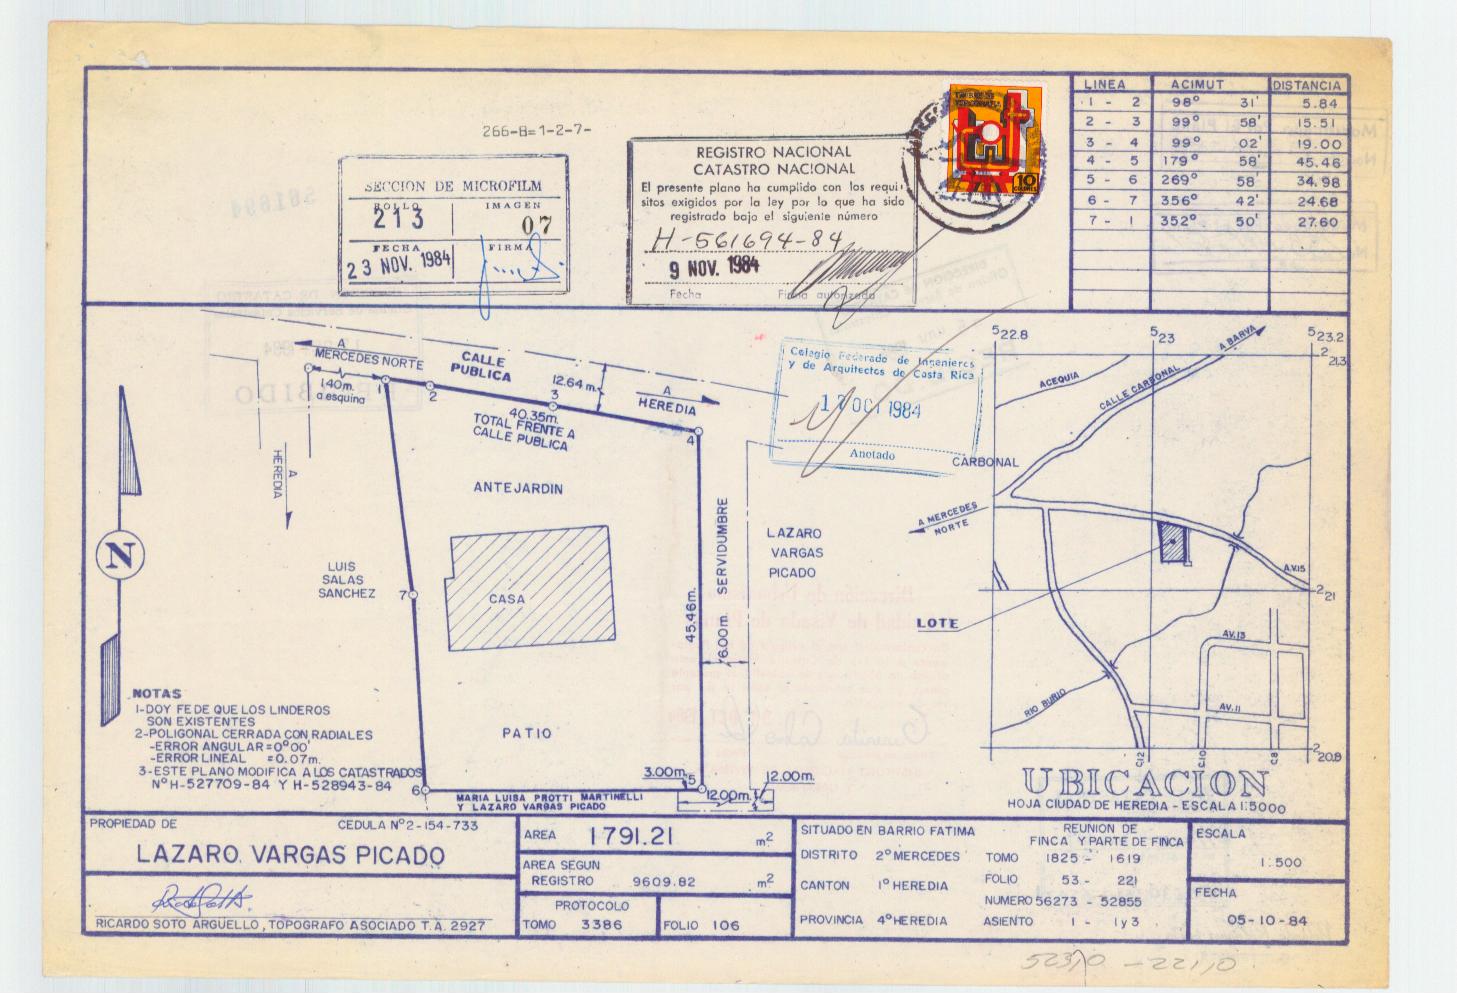 266-B=1-2-7-
SECCION DE MICROFILM
ROLLO IMAGEN
213 07
FECHA FIRMA
23 NOV. 1984
REGISTRO NACIONAL
CATASTRO NACIONAL
El presente plano ha cumplido con los requi-
sitos exigidos por la ley por lo que ha sido
registrado bajo el siguiente número
H-561694-84
9 NOV. 1984
Fecha Firma autorizada
10
COLONES
LINEA ACIMUT DISTANCIA
1 - 2 98° 31' 5.84
2 - 3 99° 58' 15.51
3 - 4 99° 02' 19.00
4 - 5 179° 58' 45.46
5 - 6 269° 58' 34.98
6 - 7 356° 42' 24.68
7 - 1 352° 50' 27.60
A
MERCEDES NORTE
CALLE
PUBLICA
140m.
a esquina
1
2
3
4
12.64 m.
A
HEREDIA
40.35m.
TOTAL FRENTE A
CALLE PUBLICA
A
HEREDIA
ANTEJARDIN
CASA
PATIO
LUIS
SALAS
SANCHEZ
7
N
SERVIDUMBRE
45.46m.
6.00m.
LAZARO
VARGAS
PICADO
3.00m.
5
12.00m.
12.00m.
6
MARIA LUISA PROTTI MARTINELLI
Y LAZARO VARGAS PICADO
NOTAS
1-DOY FE DE QUE LOS LINDEROS
SON EXISTENTES
2-POLIGONAL CERRADA CON RADIALES
-ERROR ANGULAR=0°00'
-ERROR LINEAL =0.07m.
3-ESTE PLANO MODIFICA A LOS CATASTRADOS
N°H-527709-84 Y H-528943-84
Colegio Federado de Ingenieros
y de Arquitectos de Costa Rica
17 OCT 1984
Anotado
522.8
523
523.2
A BARVA
221.3
ACEQUIA
CALLE CARBONAL
CARBONAL
A MERCEDES
NORTE
AV.15
221
LOTE
AV.13
RIO BURIO
AV.11
C.12
C.10
C.8
220.8
UBICACION
HOJA CIUDAD DE HEREDIA - ESCALA 1:5000
PROPIEDAD DE CEDULA N°2-154-733
LAZARO VARGAS PICADO
RICARDO SOTO ARGÜELLO, TOPOGRAFO ASOCIADO T.A. 2927
AREA 1791.21 m2
AREA SEGUN
REGISTRO 9609.82 m2
PROTOCOLO
TOMO 3386 FOLIO 106
SITUADO EN BARRIO FATIMA
DISTRITO 2° MERCEDES
CANTON 1° HEREDIA
PROVINCIA 4° HEREDIA
REUNION DE
FINCA Y PARTE DE FINCA
TOMO 1825 - 1619
FOLIO 53 - 221
NUMERO 56273 - 52855
ASIENTO 1 - 1y3
ESCALA
1:500
FECHA
05-10-84
523,0 - 221,0